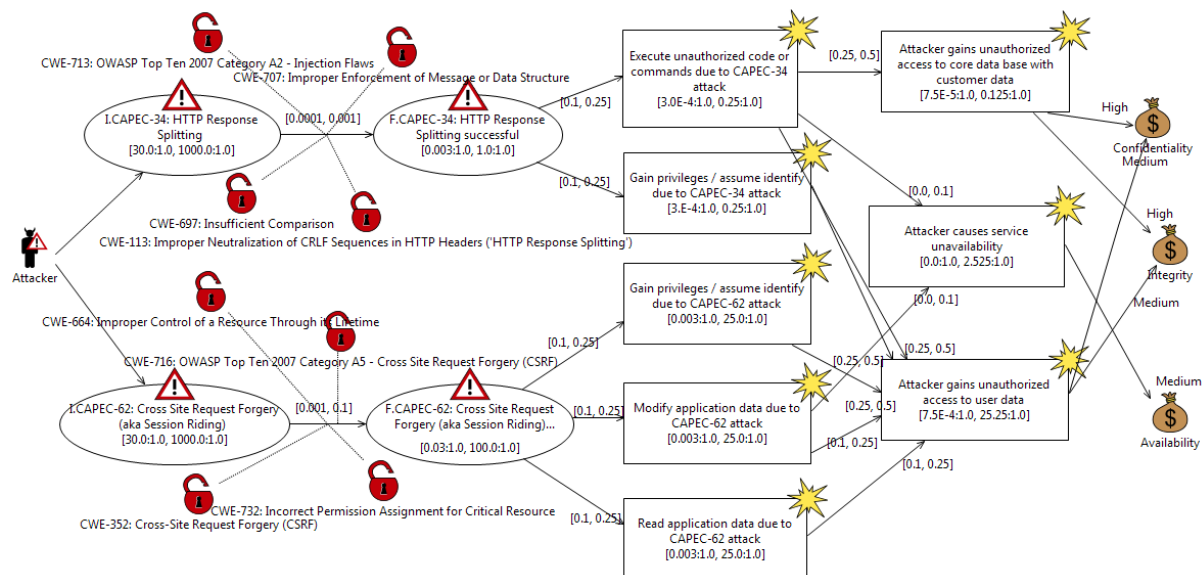 CWE-713: OWASP Top Ten 2007 Category A2 - Injection Flaws
CWE-707: Improper Enforcement of Message or Data Structure
I.CAPEC-34: HTTP Response
Splitting
[30.0:1.0, 1000.0:1.0]
[0.0001, 0.001]
F.CAPEC-34: HTTP Response
Splitting successful
[0.003:1.0, 1.0:1.0]
CWE-697: Insufficient Comparison
CWE-113: Improper Neutralization of CRLF Sequences in HTTP Headers ('HTTP Response Splitting')
Attacker
CWE-664: Improper Control of a Resource Through its Lifetime
CWE-716: OWASP Top Ten 2007 Category A5 - Cross Site Request Forgery (CSRF)
I.CAPEC-62: Cross Site Request Forgery
(aka Session Riding)
[30.0:1.0, 1000.0:1.0]
[0.001, 0.1]
F.CAPEC-62: Cross Site Request
Forgery (aka Session Riding)...
[0.03:1.0, 100.0:1.0]
CWE-732: Incorrect Permission Assignment for Critical Resource
CWE-352: Cross-Site Request Forgery (CSRF)
[0.1, 0.25]
[0.1, 0.25]
[0.1, 0.25]
[0.1, 0.25]
[0.1, 0.25]
Execute unauthorized code or
commands due to CAPEC-34
attack
[3.0E-4:1.0, 0.25:1.0]
Gain privileges / assume identify
due to CAPEC-34 attack
[3.E-4:1.0, 0.25:1.0]
Gain privileges / assume identify
due to CAPEC-62 attack
[0.003:1.0, 25.0:1.0]
Modify application data due to
CAPEC-62 attack
[0.003:1.0, 25.0:1.0]
Read application data due to
CAPEC-62 attack
[0.003:1.0, 25.0:1.0]
[0.25, 0.5]
[0.0, 0.1]
[0.0, 0.1]
[0.25, 0.5]
[0.25, 0.5]
[0.25, 0.5]
[0.1, 0.25]
[0.1, 0.25]
Attacker gains unauthorized
access to core data base with
customer data
[7.5E-5:1.0, 0.125:1.0]
Attacker causes service
unavailability
[0.0:1.0, 2.525:1.0]
Attacker gains unauthorized
access to user data
[7.5E-4:1.0, 25.25:1.0]
High
Confidentiality
Medium
High
Integrity
Medium
Medium
Availability